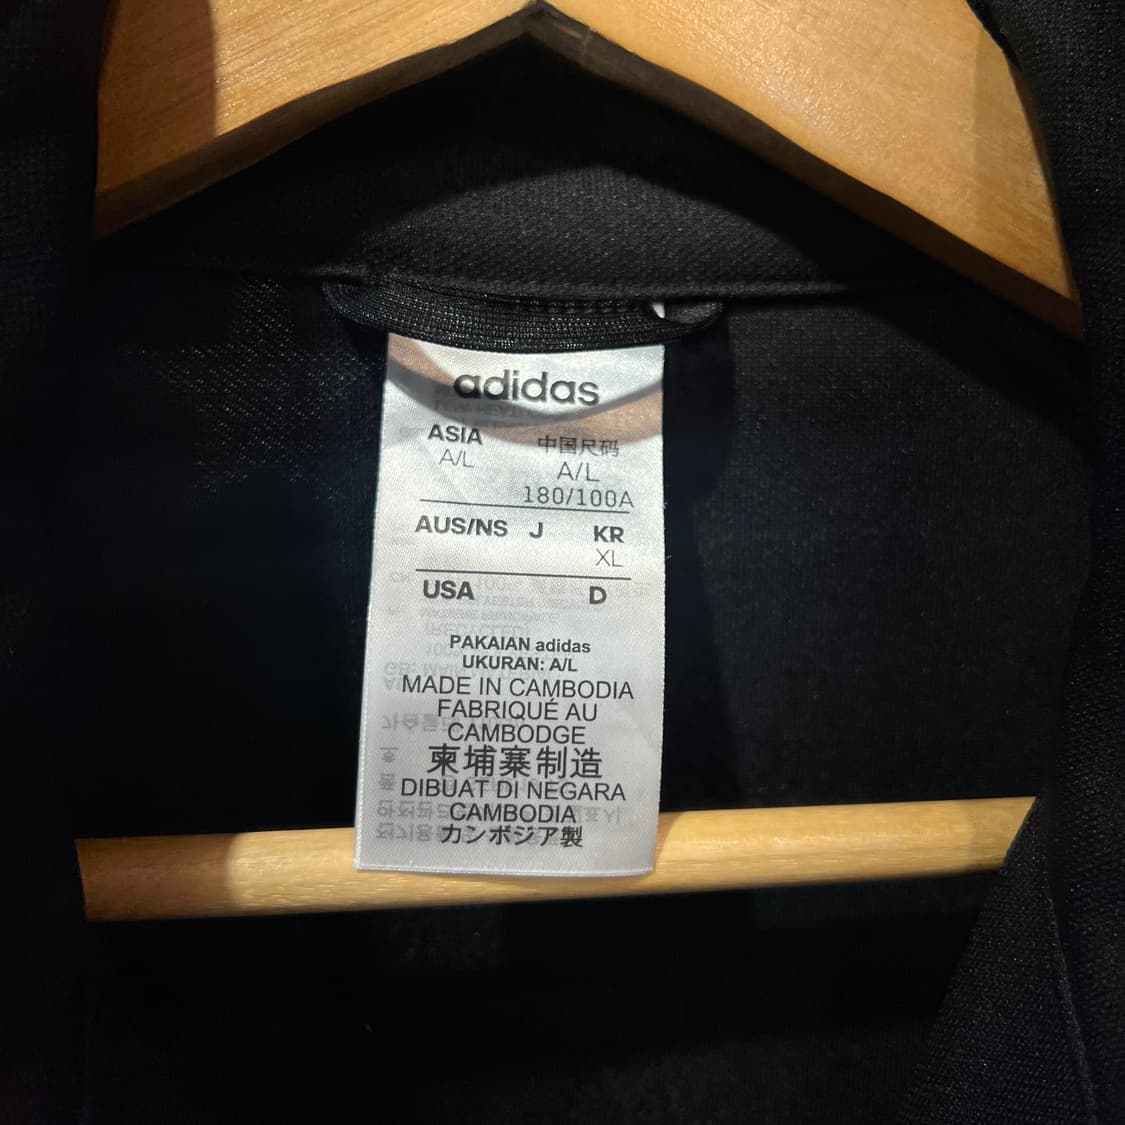 adidas
ASIA 中国尺码
A/L A/L
180/100A
AUS/NS J KR
XL
USA D
PAKAIAN adidas
UKURAN: A/L
MADE IN CAMBODIA
FABRIQUÉ AU
CAMBODGE
柬埔寨制造
DIBUAT DI NEGARA
CAMBODIA
カンボジア製